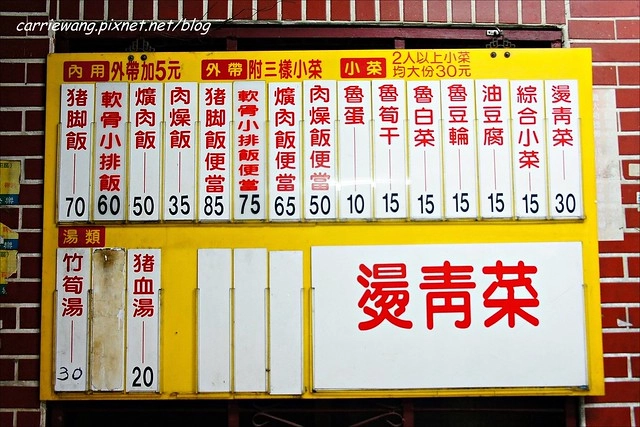 carriewang.pixnet.net/blog
內用 外帶加5元 外帶 附三樣小菜 小菜 2人以上小菜
均大份30元
豬脚飯 70
軟骨小排飯 60
爌肉飯 50
肉燥飯 35
豬脚飯便當 85
軟骨小排飯便當 75
爌肉飯便當 65
肉燥飯便當 50
魯蛋 10
魯筍干 15
魯白菜 15
魯豆輪 15
油豆腐 15
綜合小菜 15
燙青菜 30
湯類
竹筍湯 30
豬血湯 20
燙青菜